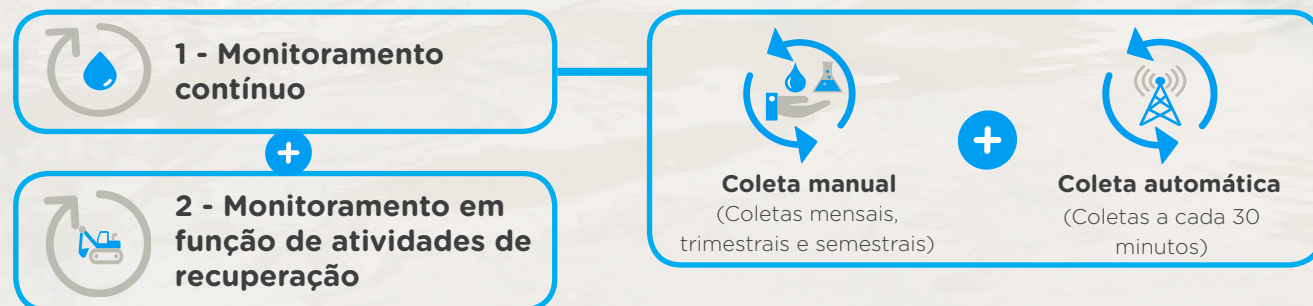 1 - Monitoramento
contínuo
2 - Monitoramento em
função de atividades de
recuperação
Coleta manual
(Coletas mensais,
trimestrais e semestrais)
Coleta automática
(Coletas a cada 30
minutos)